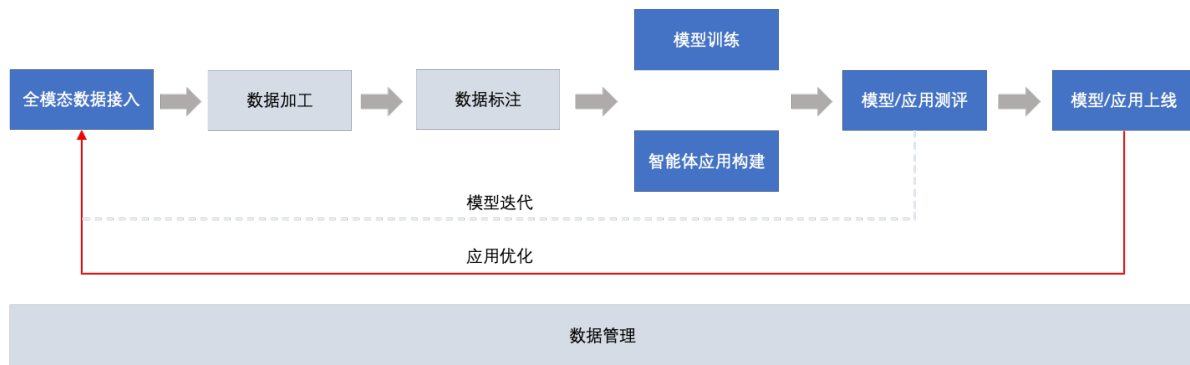 模型训练
全模态数据接入
数据加工
数据标注
模型/应用测评
模型/应用上线
智能体应用构建
模型迭代
应用优化
数据管理